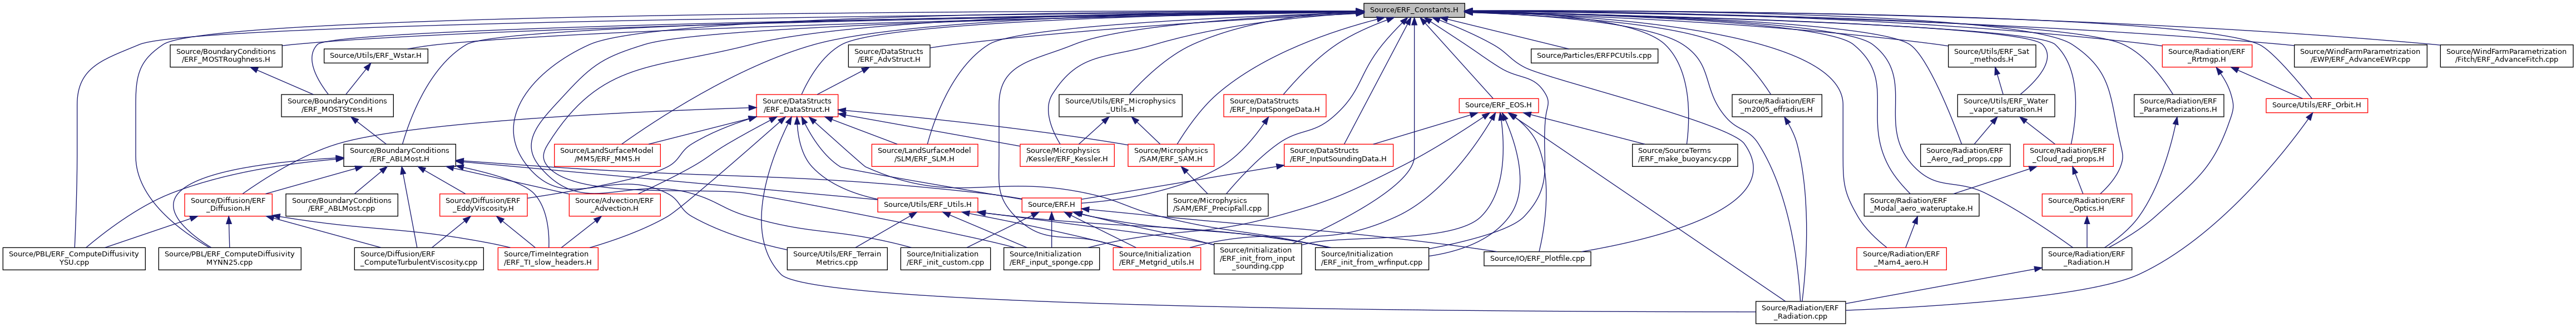 Source/ERF_Constants.H
Source/BoundaryConditions
/ERF_MOSTRoughness.H
Source/Utils/ERF_Wstar.H
Source/DataStructs
/ERF_AdvStruct.H
Source/Particles/ERFPCUtils.cpp
Source/Utils/ERF_Sat
_methods.H
Source/Radiation/ERF
_Rrtmgp.H
Source/WindFarmParametrization
/EWP/ERF_AdvanceEWP.cpp
Source/WindFarmParametrization
/Fitch/ERF_AdvanceFitch.cpp
Source/BoundaryConditions
/ERF_MOSTStress.H
Source/DataStructs
/ERF_DataStruct.H
Source/Utils/ERF_Microphysics
_Utils.H
Source/DataStructs
/ERF_InputSpongeData.H
Source/ERF_EOS.H
Source/Radiation/ERF
_m2005_effradius.H
Source/Utils/ERF_Water
_vapor_saturation.H
Source/Radiation/ERF
_Parameterizations.H
Source/Utils/ERF_Orbit.H
Source/BoundaryConditions
/ERF_ABLMost.H
Source/LandSurfaceModel
/MM5/ERF_MM5.H
Source/LandSurfaceModel
/SLM/ERF_SLM.H
Source/Microphysics
/Kessler/ERF_Kessler.H
Source/Microphysics
/SAM/ERF_SAM.H
Source/DataStructs
/ERF_InputSoundingData.H
Source/SourceTerms
/ERF_make_buoyancy.cpp
Source/Radiation/ERF
_Aero_rad_props.cpp
Source/Radiation/ERF
_Cloud_rad_props.H
Source/Diffusion/ERF
_Diffusion.H
Source/BoundaryConditions
/ERF_ABLMost.cpp
Source/Diffusion/ERF
_EddyViscosity.H
Source/Advection/ERF
_Advection.H
Source/Utils/ERF_Utils.H
Source/ERF.H
Source/Microphysics
/SAM/ERF_PrecipFall.cpp
Source/Radiation/ERF
_Modal_aero_wateruptake.H
Source/Radiation/ERF
_Optics.H
Source/PBL/ERF_ComputeDiffusivity
YSU.cpp
Source/PBL/ERF_ComputeDiffusivity
MYNN25.cpp
Source/Diffusion/ERF
_ComputeTurbulentViscosity.cpp
Source/TimeIntegration
/ERF_TI_slow_headers.H
Source/Utils/ERF_Terrain
Metrics.cpp
Source/Initialization
/ERF_init_custom.cpp
Source/Initialization
/ERF_input_sponge.cpp
Source/Initialization
/ERF_Metgrid_utils.H
Source/Initialization
/ERF_init_from_input
_sounding.cpp
Source/Initialization
/ERF_init_from_wrfinput.cpp
Source/IO/ERF_Plotfile.cpp
Source/Radiation/ERF
_Mam4_aero.H
Source/Radiation/ERF
_Radiation.H
Source/Radiation/ERF
_Radiation.cpp